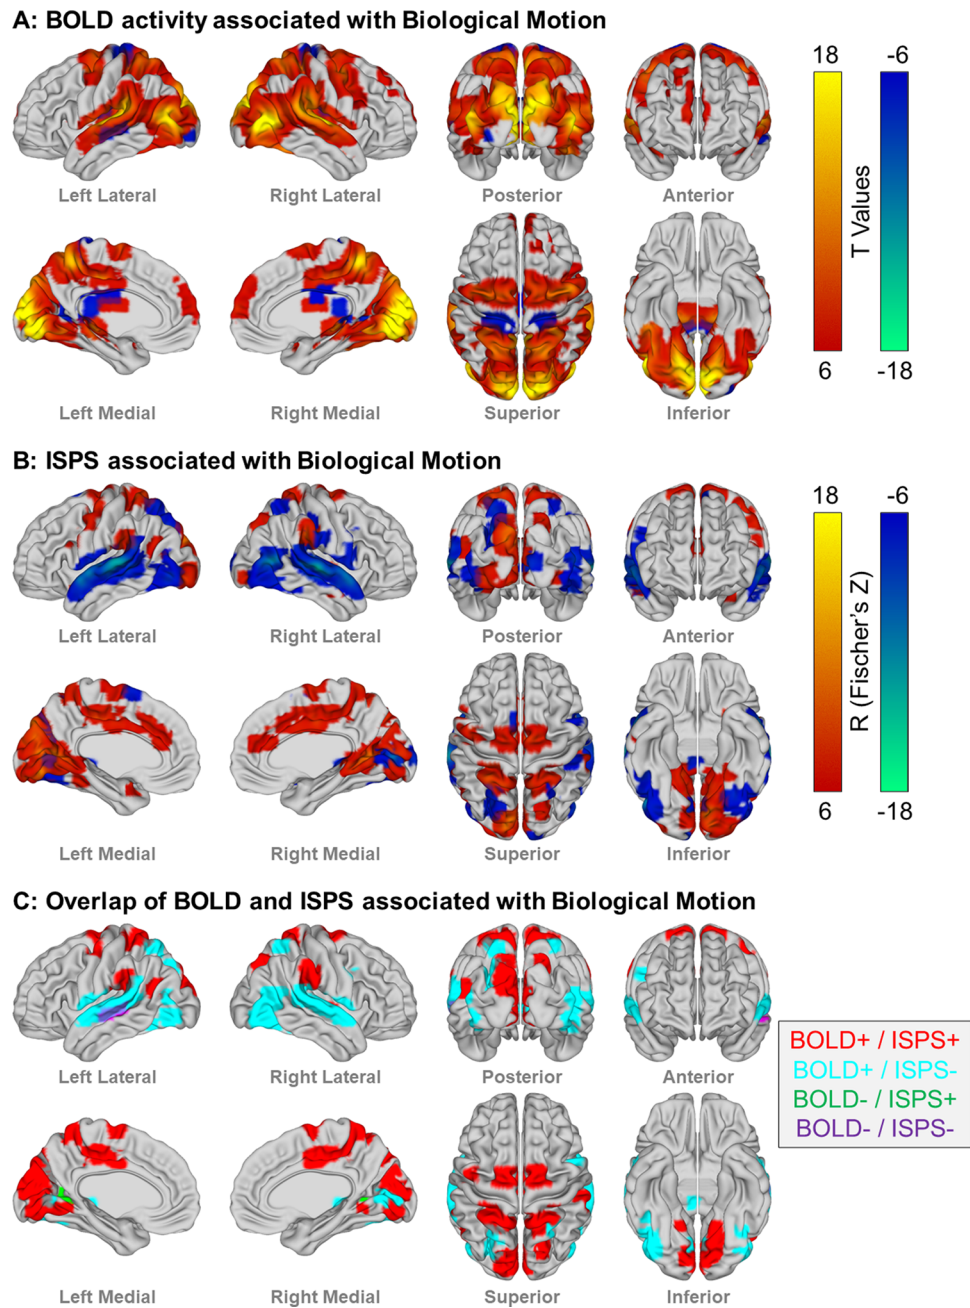 A: BOLD activity associated with Biological Motion
Left Lateral
Right Lateral
Posterior
Anterior
Left Medial
Right Medial
Superior
Inferior
18
-6
T Values
6
-18
B: ISPS associated with Biological Motion
Left Lateral
Right Lateral
Posterior
Anterior
Left Medial
Right Medial
Superior
Inferior
18
-6
R (Fischer's Z)
6
-18
C: Overlap of BOLD and ISPS associated with Biological Motion
Left Lateral
Right Lateral
Posterior
Anterior
Left Medial
Right Medial
Superior
Inferior
BOLD+ / ISPS+
BOLD+ / ISPS-
BOLD- / ISPS+
BOLD- / ISPS-